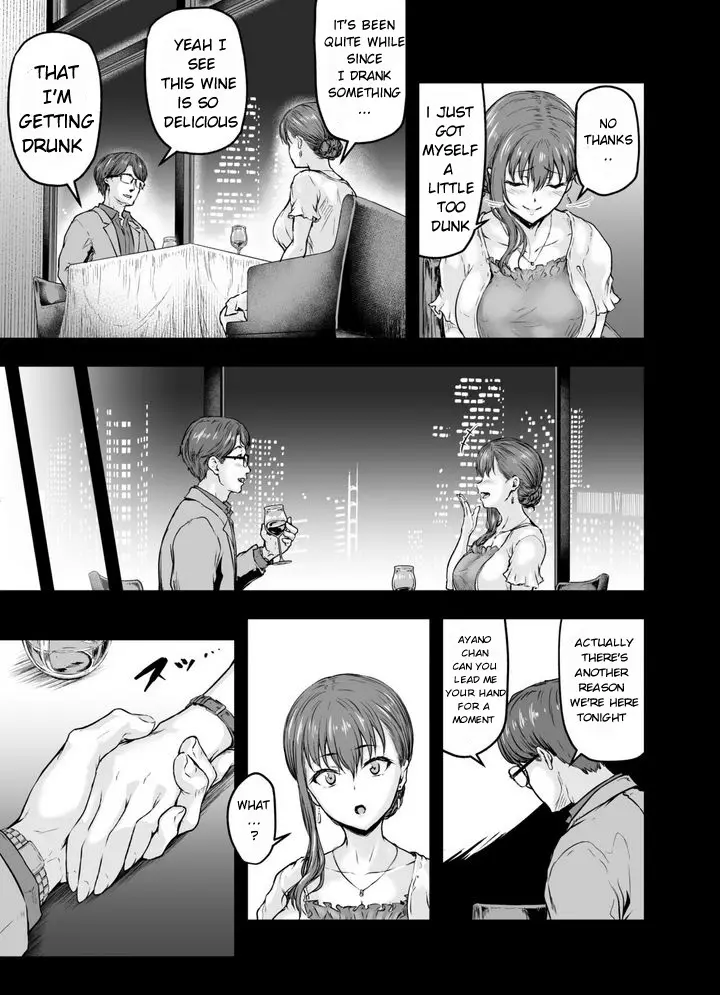 NO
THANKS
..
I JUST
GOT
MYSELF
A
LITTLE
TOO
DUNK
IT'S BEEN
QUITE WHILE
SINCE
I DRANK
SOMETHING
...
YEAH I
SEE
THIS WINE
IS SO
DELICIOUS
THAT
I'M
GETTING
DRUNK
ACTUALLY
THERE'S
ANOTHER
REASON
WE'RE HERE
TONIGHT
AYANO
CHAN
CAN YOU
LEAD ME
YOUR HAND
FOR A
MOMENT
WHAT
...
?